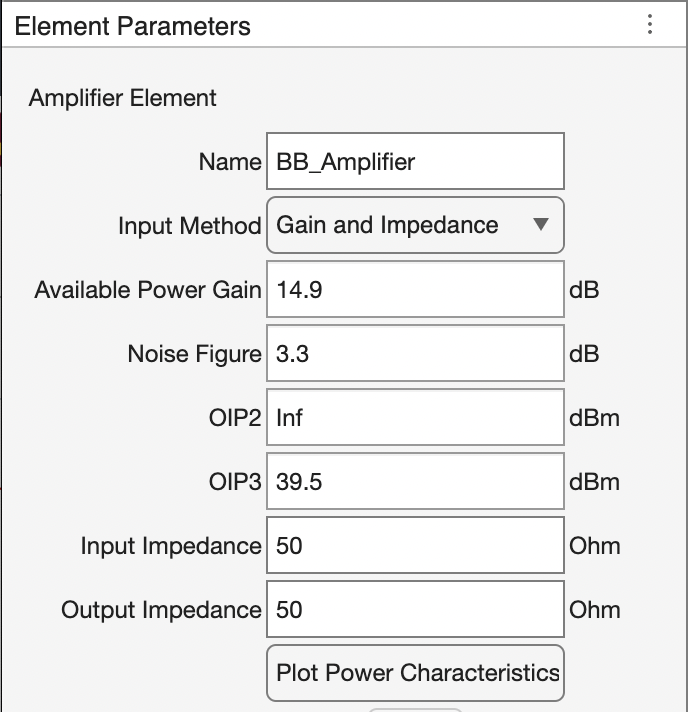 Element Parameters
Amplifier Element
Name BB_Amplifier
Input Method Gain and Impedance
Available Power Gain 14.9 dB
Noise Figure 3.3 dB
OIP2 Inf dBm
OIP3 39.5 dBm
Input Impedance 50 Ohm
Output Impedance 50 Ohm
Plot Power Characteristics